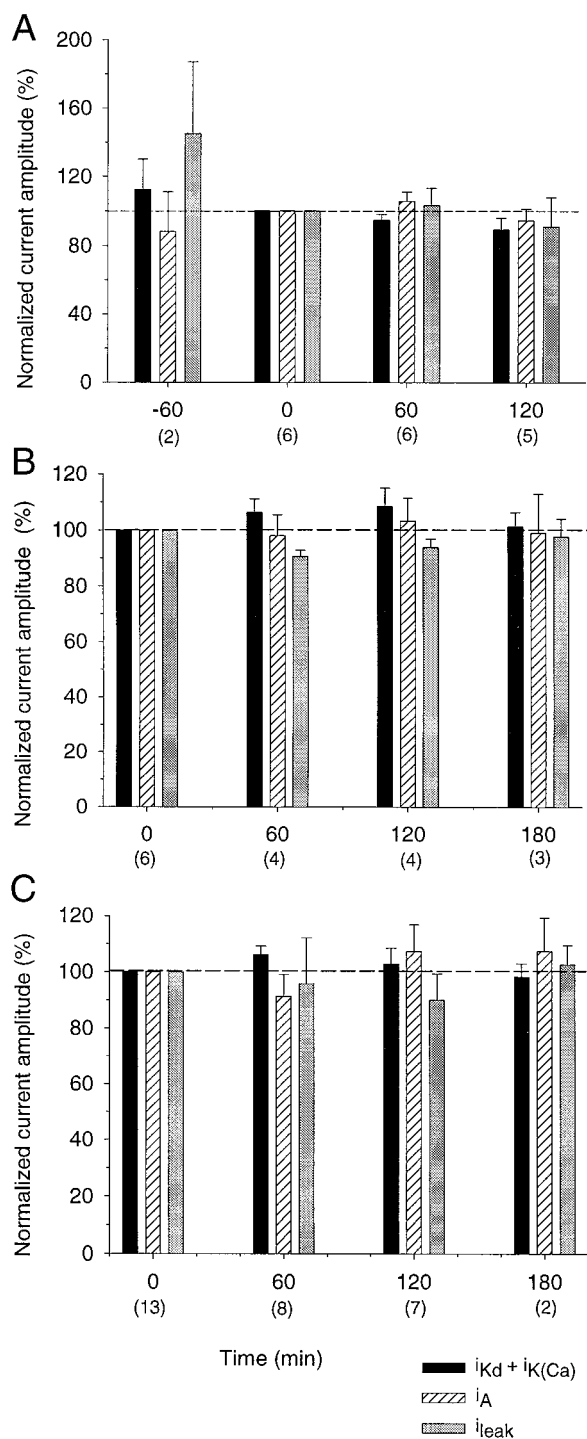 A
Normalized current amplitude (%)
200
160
120
80
40
0
-60 0 60 120
(2) (6) (6) (5)
B
Normalized current amplitude (%)
120
100
80
60
40
20
0
0 60 120 180
(6) (4) (4) (3)
C
Normalized current amplitude (%)
120
100
80
60
40
20
0
0 60 120 180
(13) (8) (7) (2)
Time (min)
iKd + iK(Ca)
iA
ileak